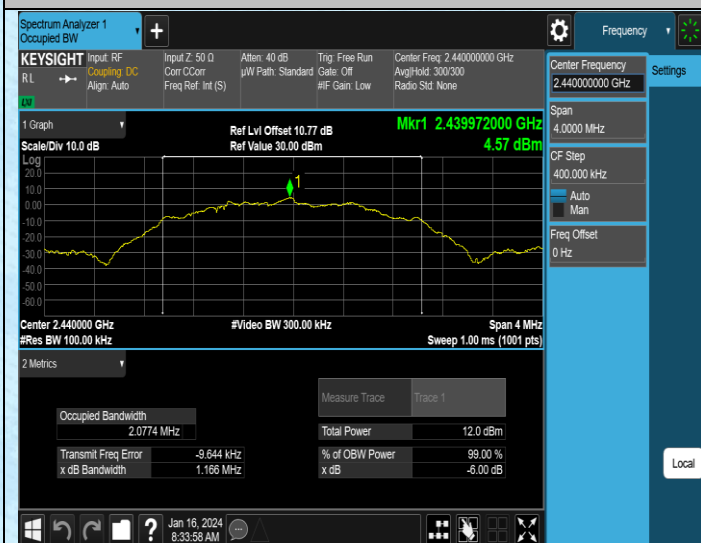 Spectrum Analyzer 1
Occupied BW
Frequency
KEYSIGHT
RL
LXI
Input: RF
Coupling: DC
Align: Auto
Input Z: 50 Ω
Corr CCorr
Freq Ref: Int (S)
Atten: 40 dB
µW Path: Standard
Trig: Free Run
Gate: Off
#IF Gain: Low
Center Freq: 2.440000000 GHz
Avg|Hold: 300/300
Radio Std: None
Center Frequency
2.440000000 GHz
Settings
Span
4.0000 MHz
CF Step
400.000 kHz
Auto
Man
Freq Offset
0 Hz
Local
1 Graph
Scale/Div 10.0 dB
Ref Lvl Offset 10.77 dB
Ref Value 30.00 dBm
Mkr1 2.439972000 GHz
4.57 dBm
Log
20.0
10.0
0.00
-10.0
-20.0
-30.0
-40.0
-50.0
-60.0
1
Center 2.440000 GHz
#Res BW 100.00 kHz
#Video BW 300.00 kHz
Span 4 MHz
Sweep 1.00 ms (1001 pts)
2 Metrics
Measure Trace Trace 1
Occupied Bandwidth
2.0774 MHz
Total Power 12.0 dBm
Transmit Freq Error -9.644 kHz
% of OBW Power 99.00 %
x dB Bandwidth 1.166 MHz
x dB -6.00 dB
?
Jan 16, 2024
8:33:58 AM